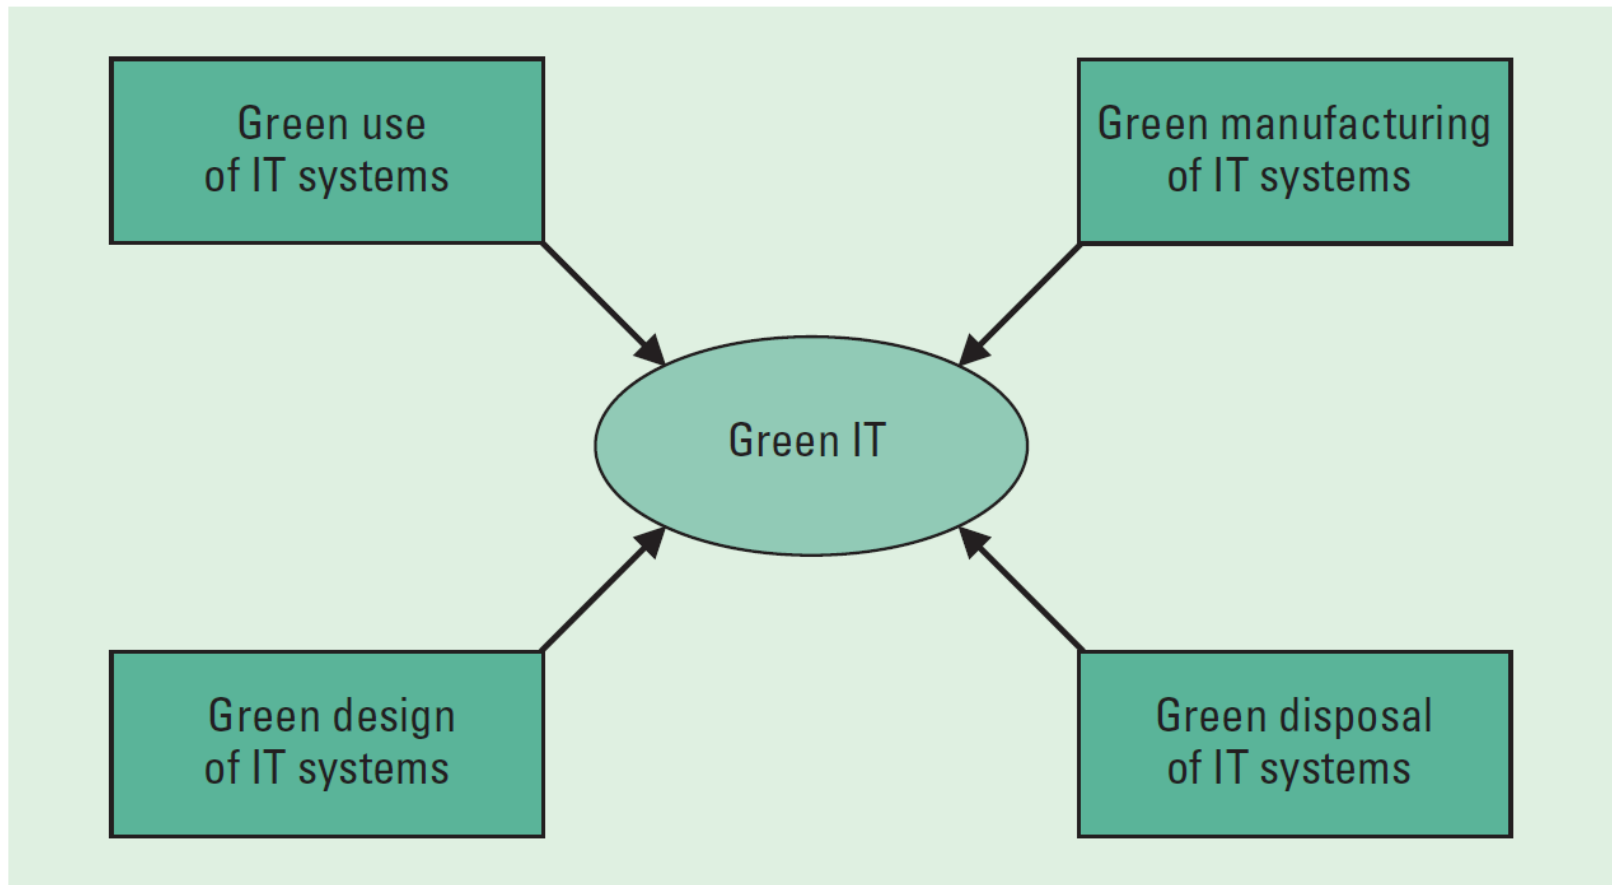 Green use
of IT systems
Green manufacturing
of IT systems
Green IT
Green design
of IT systems
Green disposal
of IT systems